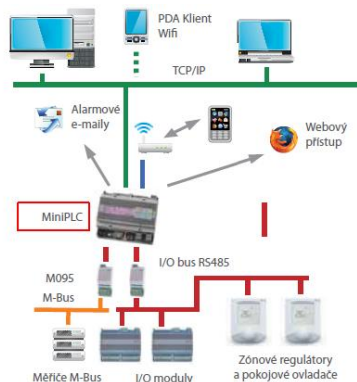 PDA Klient
Wifi
TCP/IP
Alarmové
e-maily
Webový
přístup
MiniPLC
I/O bus RS485
M095
M-Bus
Měřiče M-Bus
I/O moduly
Zónové regulátory
a pokojové ovladače